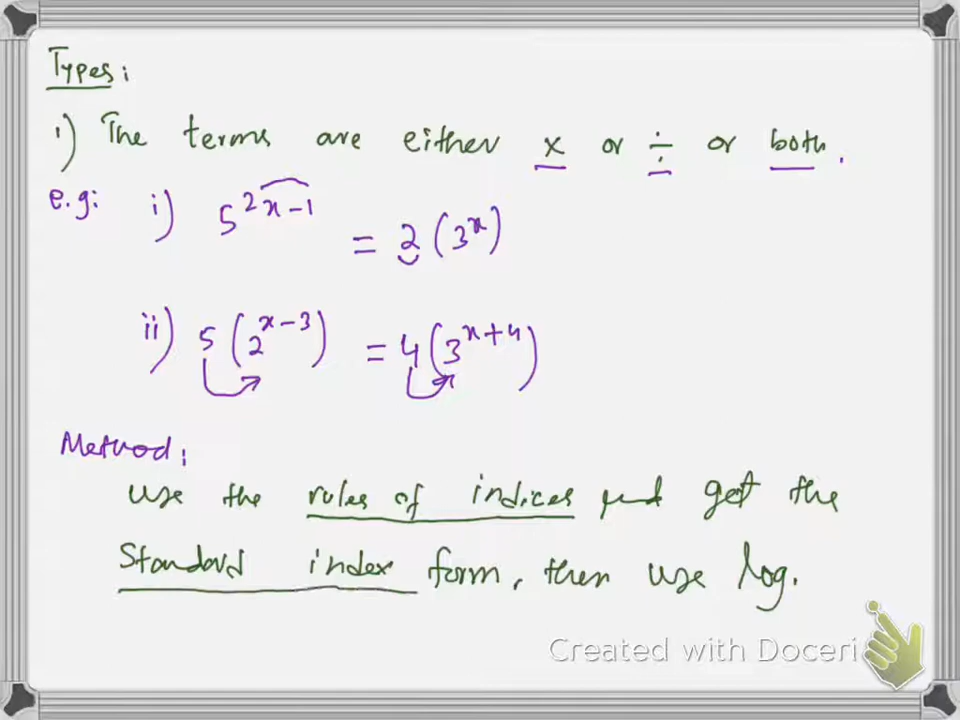 Types:
i) The terms are either × or ÷ or both.
e.g: i) 5^{2x-1} = 2(3^x)
ii) 5(2^{x-3}) = 4(3^{x+4})
Method:
use the rules of indices and get the
standard index form, then use log.
Created with Doceri